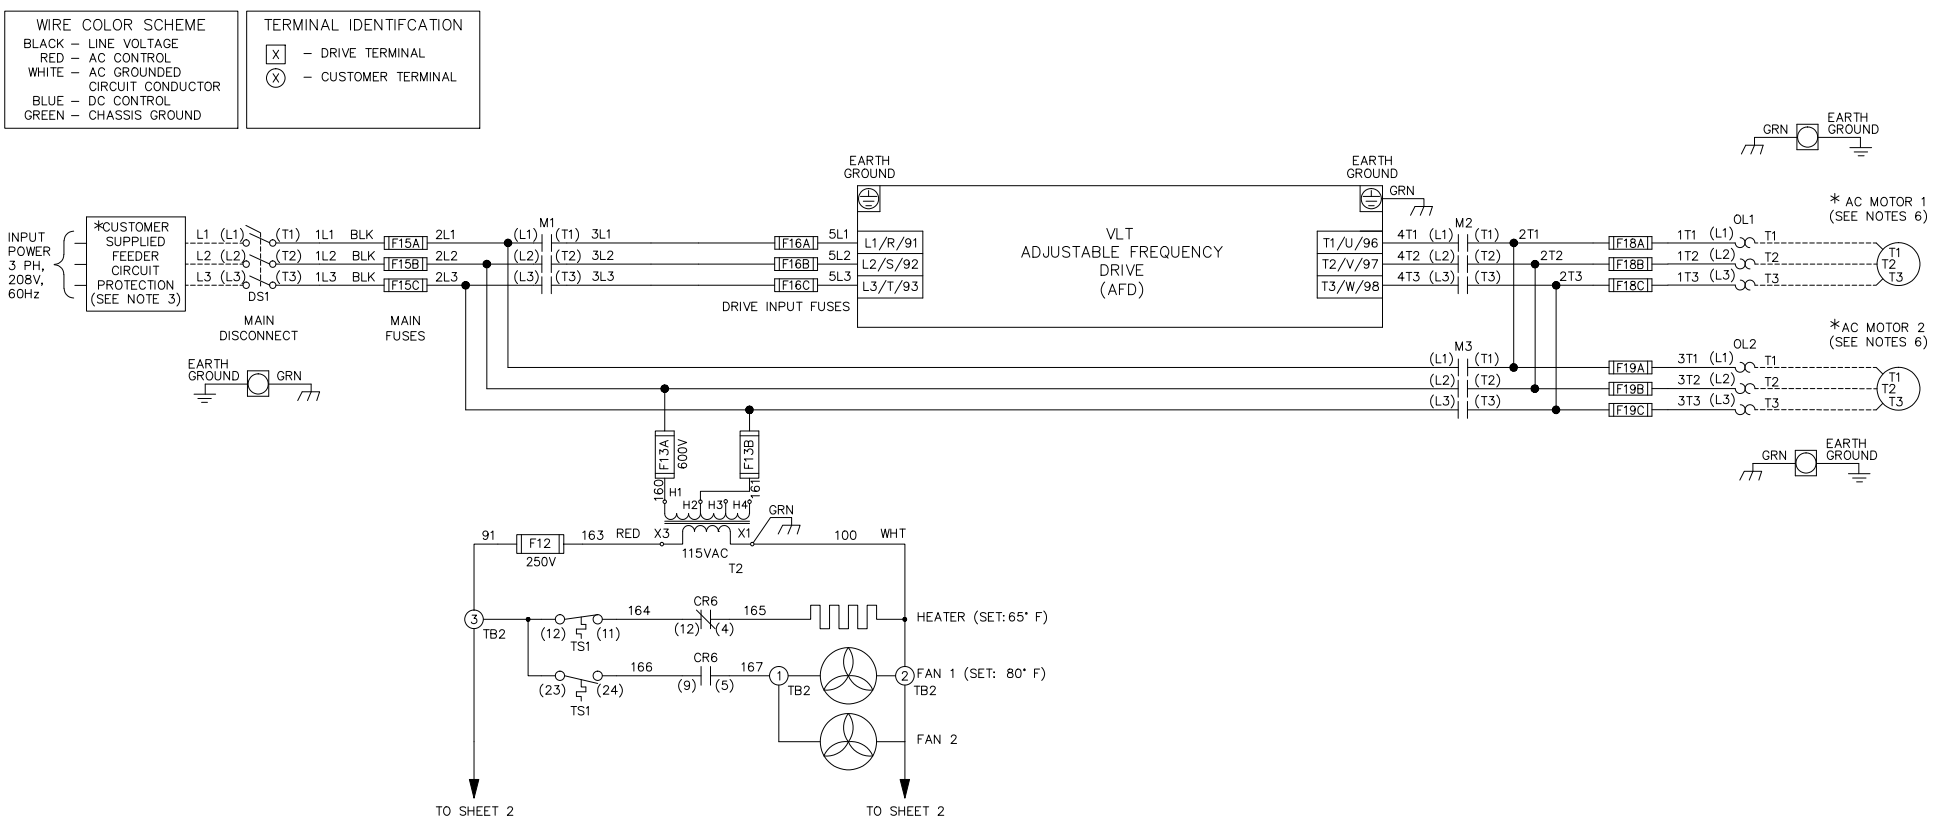 WIRE COLOR SCHEME
BLACK – LINE VOLTAGE
RED – AC CONTROL
WHITE – AC GROUNDED
CIRCUIT CONDUCTOR
BLUE – DC CONTROL
GREEN – CHASSIS GROUND
TERMINAL IDENTIFCATION
X – DRIVE TERMINAL
X – CUSTOMER TERMINAL
GRN EARTH GROUND
EARTH GROUND
EARTH GROUND
GRN
INPUT
POWER
3 PH,
208V,
60Hz
*CUSTOMER
SUPPLIED
FEEDER
CIRCUIT
PROTECTION
(SEE NOTE 3)
L1 (L1) (T1) 1L1 BLK F15A 2L1 (L1) M1 (T1) 3L1 F16A 5L1 L1/R/91
L2 (L2) (T2) 1L2 BLK F15B 2L2 (L2) (T2) 3L2 F16B 5L2 L2/S/92
L3 (L3) (T3) 1L3 BLK F15C 2L3 (L3) (T3) 3L3 F16C 5L3 L3/T/93
DS1
MAIN
DISCONNECT
MAIN
FUSES
DRIVE INPUT FUSES
VLT
ADJUSTABLE FREQUENCY
DRIVE
(AFD)
T1/U/96 4T1 (L1) M2 (T1) 2T1 F18A 1T1 (L1) OL1 T1
T2/V/97 4T2 (L2) (T2) 2T2 F18B 1T2 (L2) T2
T3/W/98 4T3 (L3) (T3) 2T3 F18C 1T3 (L3) T3
* AC MOTOR 1
(SEE NOTES 6)
T1
T2
T3
EARTH
GROUND GRN
M3
(L1) (T1) F19A 3T1 (L1) OL2 T1
(L2) (T2) F19B 3T2 (L2) T2
(L3) (T3) F19C 3T3 (L3) T3
* AC MOTOR 2
(SEE NOTES 6)
T1
T2
T3
GRN EARTH GROUND
F13A
600V
F13B
160
161
H1
H2 H3 H4
GRN
91 F12 163 RED X3 X1 100 WHT
250V
115VAC
T2
3
TB2
(12) (11)
TS1
164
CR6
(12) (4)
165
HEATER (SET:65° F)
(23) (24)
TS1
166
CR6
(9) (5)
167
1
TB2
2
TB2
FAN 1 (SET: 80° F)
FAN 2
TO SHEET 2
TO SHEET 2